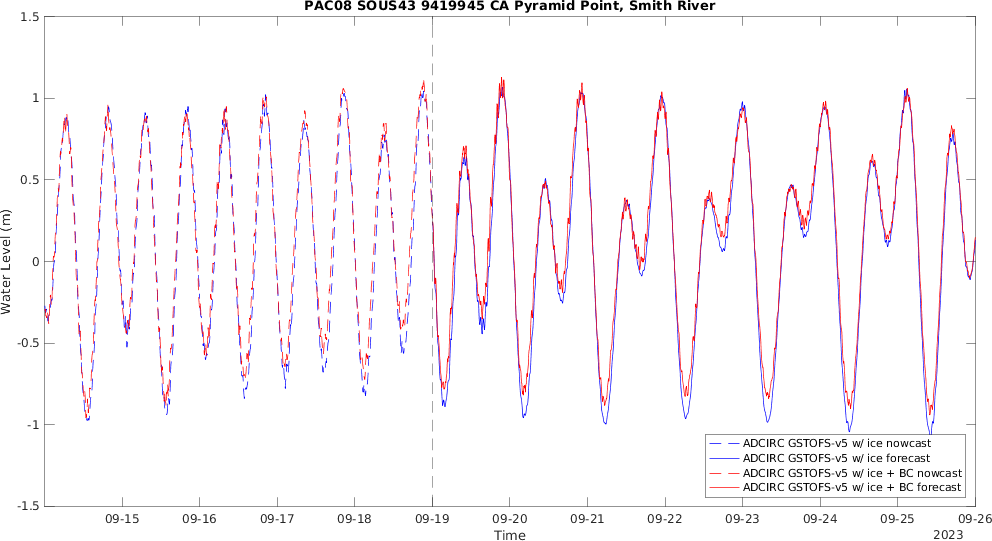 PAC08 SOUS43 9419945 CA Pyramid Point, Smith River
1.5
1
0.5
0
-0.5
-1
-1.5
Water Level (m)
09-15 09-16 09-17 09-18 09-19 09-20 09-21 09-22 09-23 09-24 09-25 09-26
Time
2023
ADCIRC GSTOFS-v5 w/ ice nowcast
ADCIRC GSTOFS-v5 w/ ice forecast
ADCIRC GSTOFS-v5 w/ ice + BC nowcast
ADCIRC GSTOFS-v5 w/ ice + BC forecast